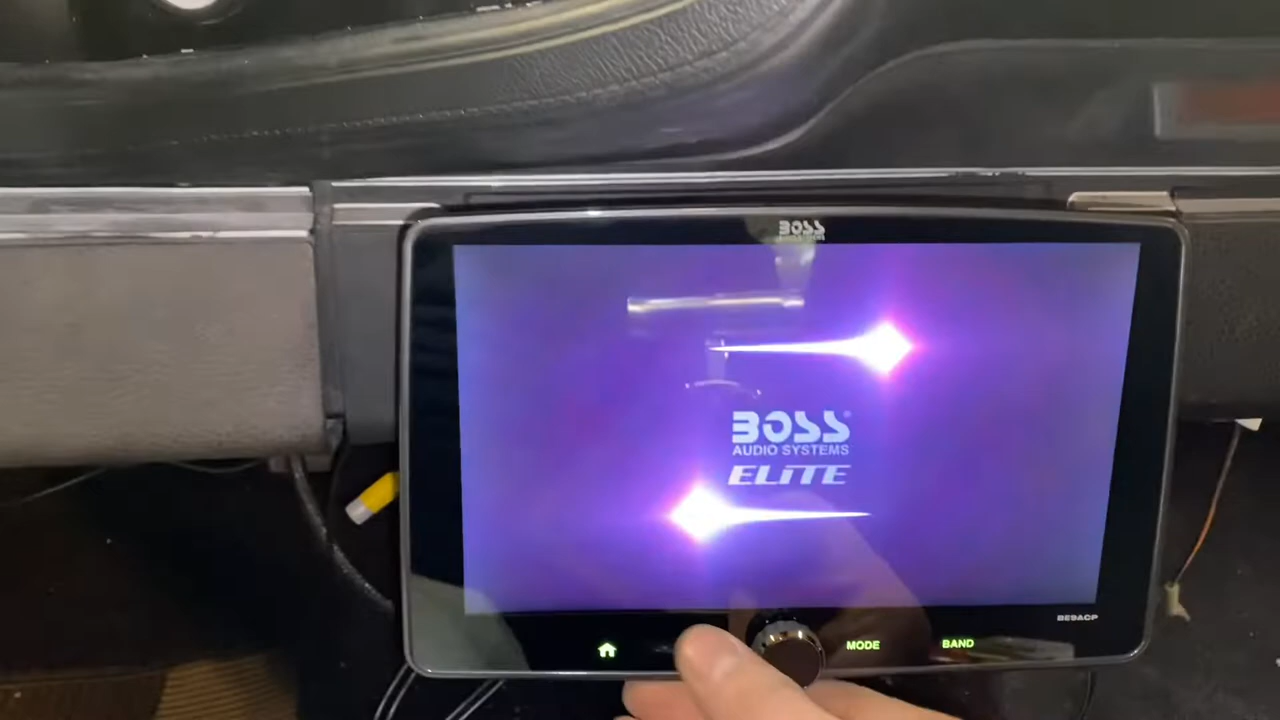 BOSS
BOSS®
AUDIO SYSTEMS
ELITE
BE9ACP
MODE
BAND